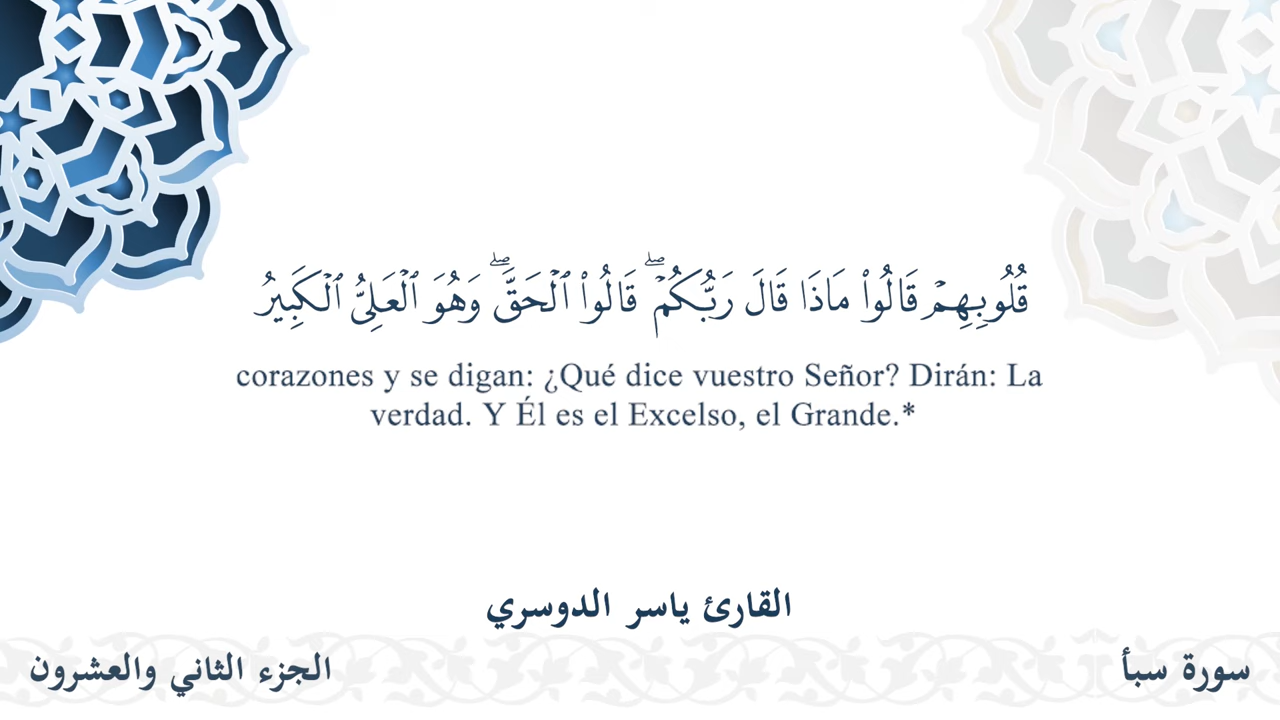 قُلُوبِهِمۡ قَالُواْ مَاذَا قَالَ رَبُّكُمۡۖ قَالُواْ ٱلۡحَقَّۖ وَهُوَ ٱلۡعَلِيُّ ٱلۡكَبِيرُ
corazones y se digan: ¿Qué dice vuestro Señor? Dirán: La
verdad. Y Él es el Excelso, el Grande.*
القارئ ياسر الدوسري
سورة سبأ
الجزء الثاني والعشرون